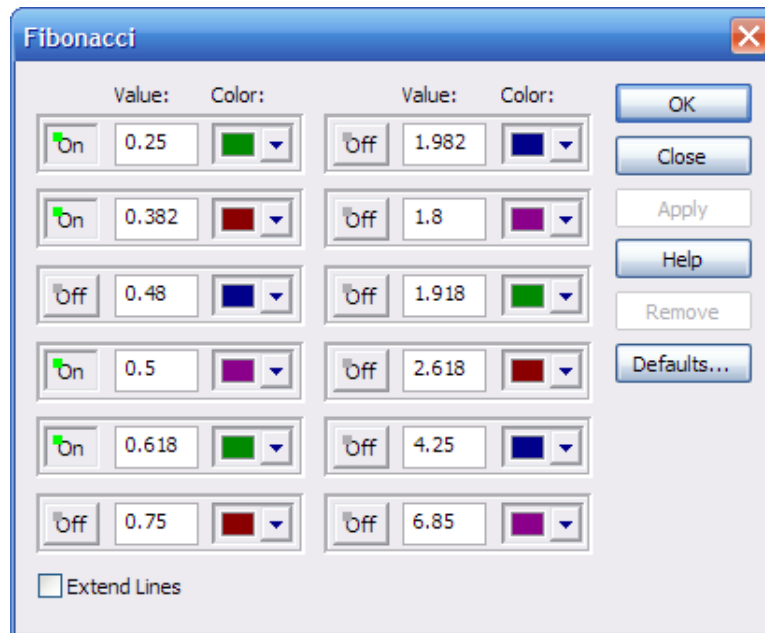 Fibonacci
Value: Color: Value: Color:
On 0.25 Off 1.982 OK
Close
On 0.382 Off 1.8 Apply
Help
Off 0.48 Off 1.918
Remove
On 0.5 Off 2.618 Defaults...
On 0.618 Off 4.25
Off 0.75 Off 6.85
Extend Lines